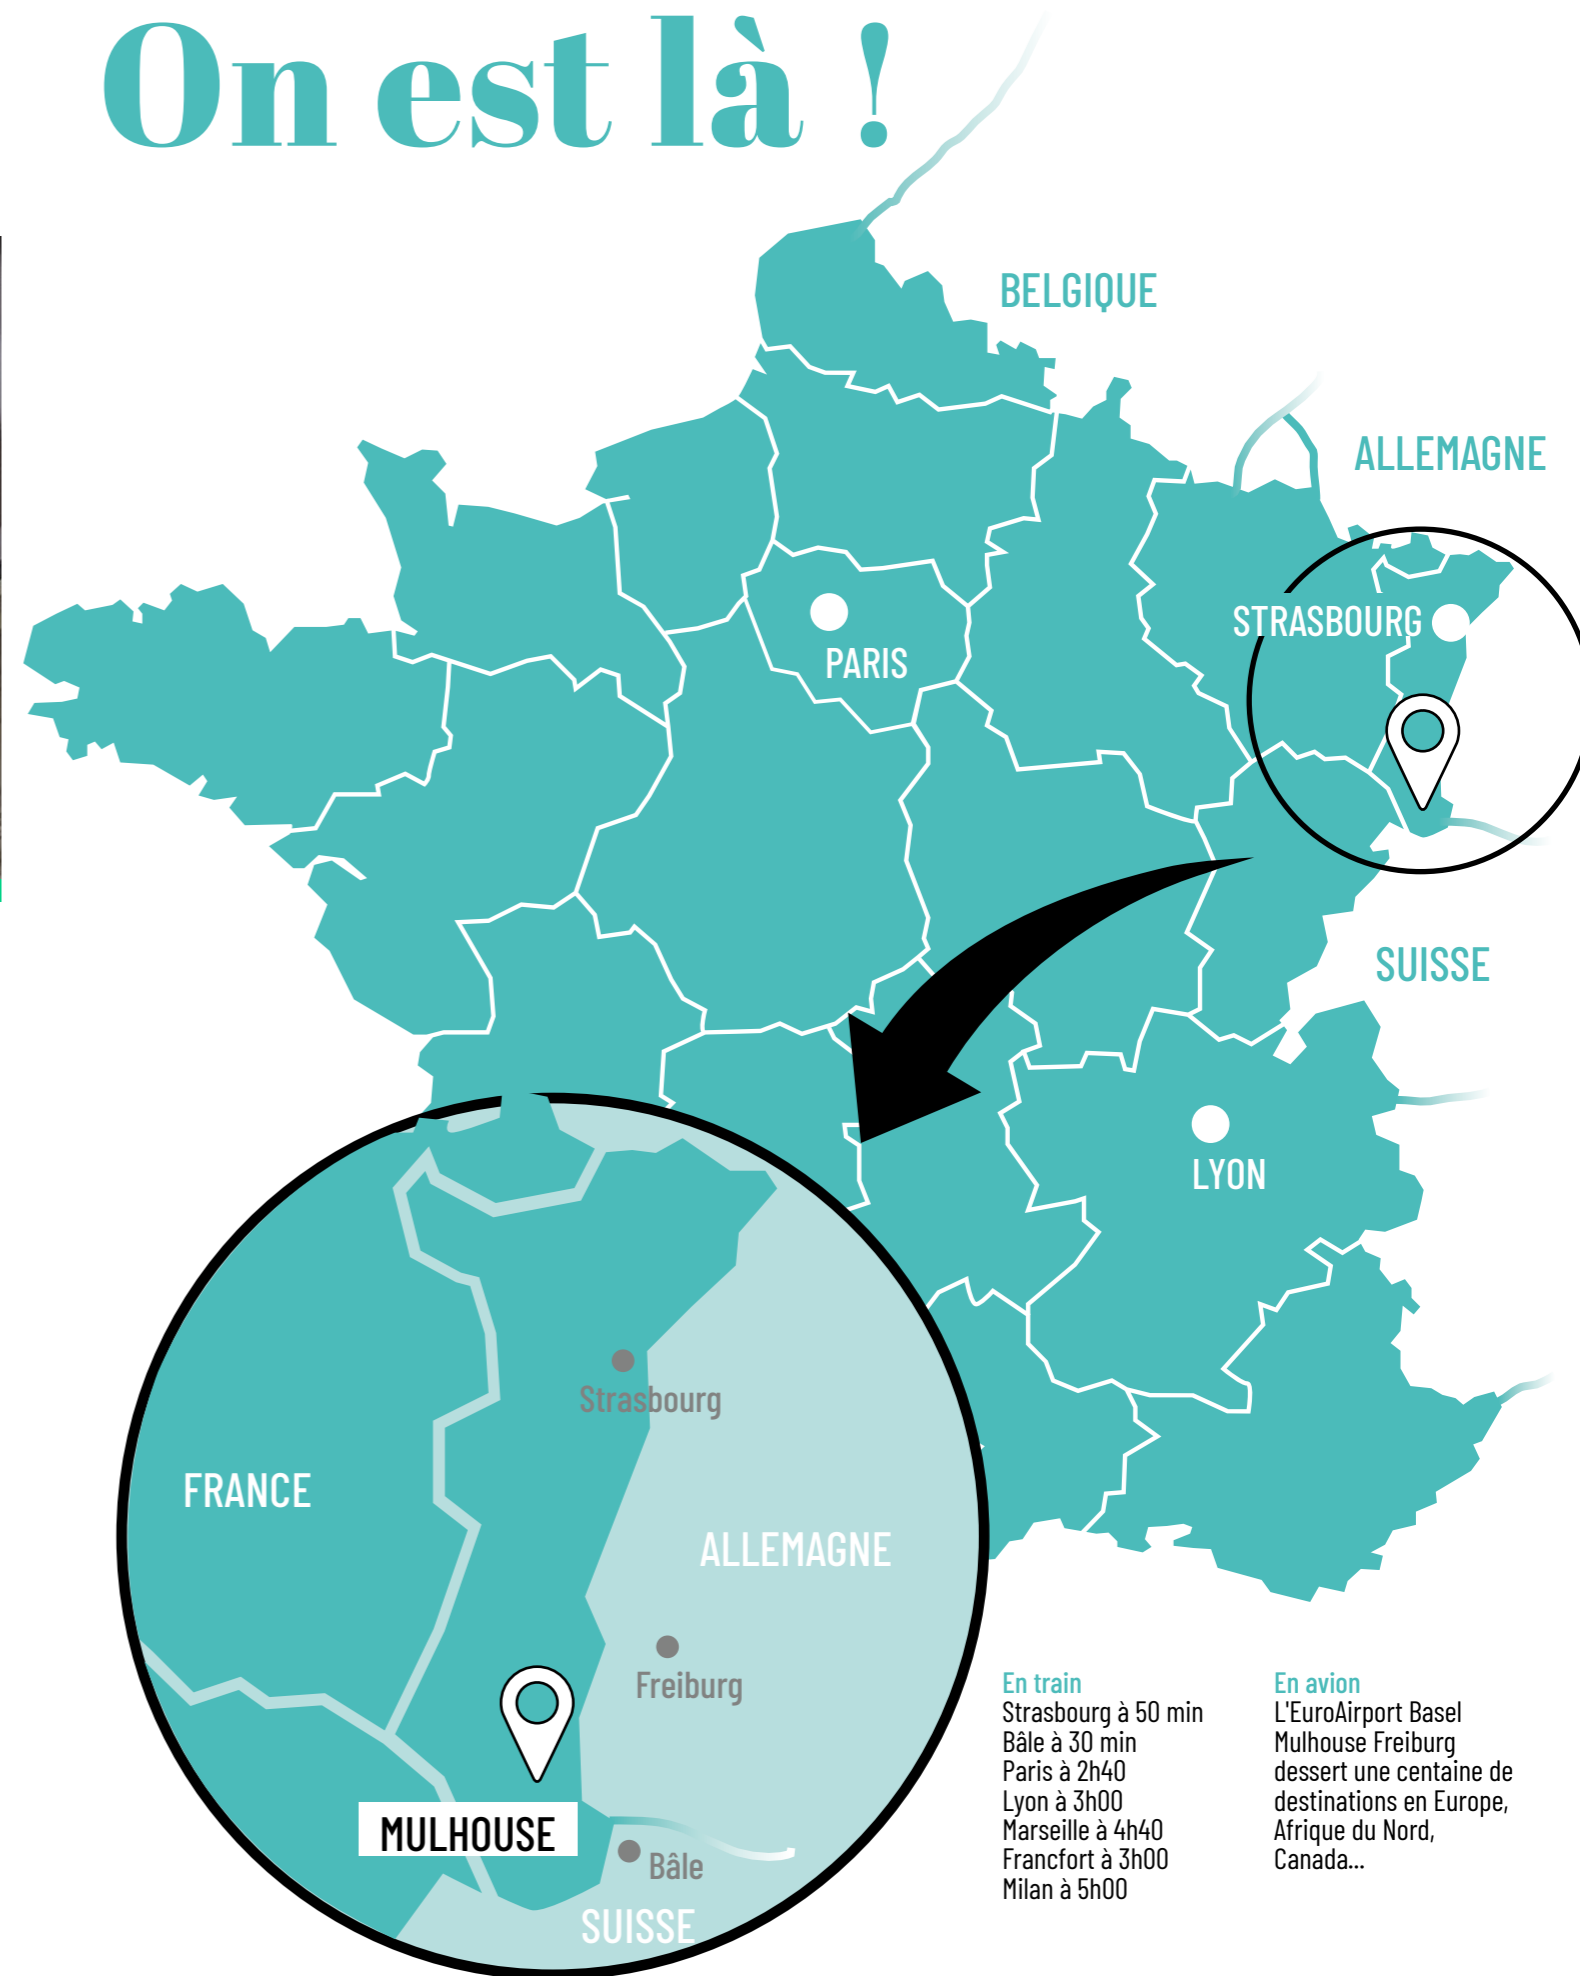 On est là !
BELGIQUE
ALLEMAGNE
STRASBOURG
PARIS
SUISSE
LYON
Strasbourg
FRANCE
ALLEMAGNE
Freiburg
MULHOUSE
Bâle
SUISSE
En train
Strasbourg à 50 min
Bâle à 30 min
Paris à 2h40
Lyon à 3h00
Marseille à 4h40
Francfort à 3h00
Milan à 5h00
En avion
L'EuroAirport Basel
Mulhouse Freiburg
dessert une centaine de
destinations en Europe,
Afrique du Nord,
Canada...